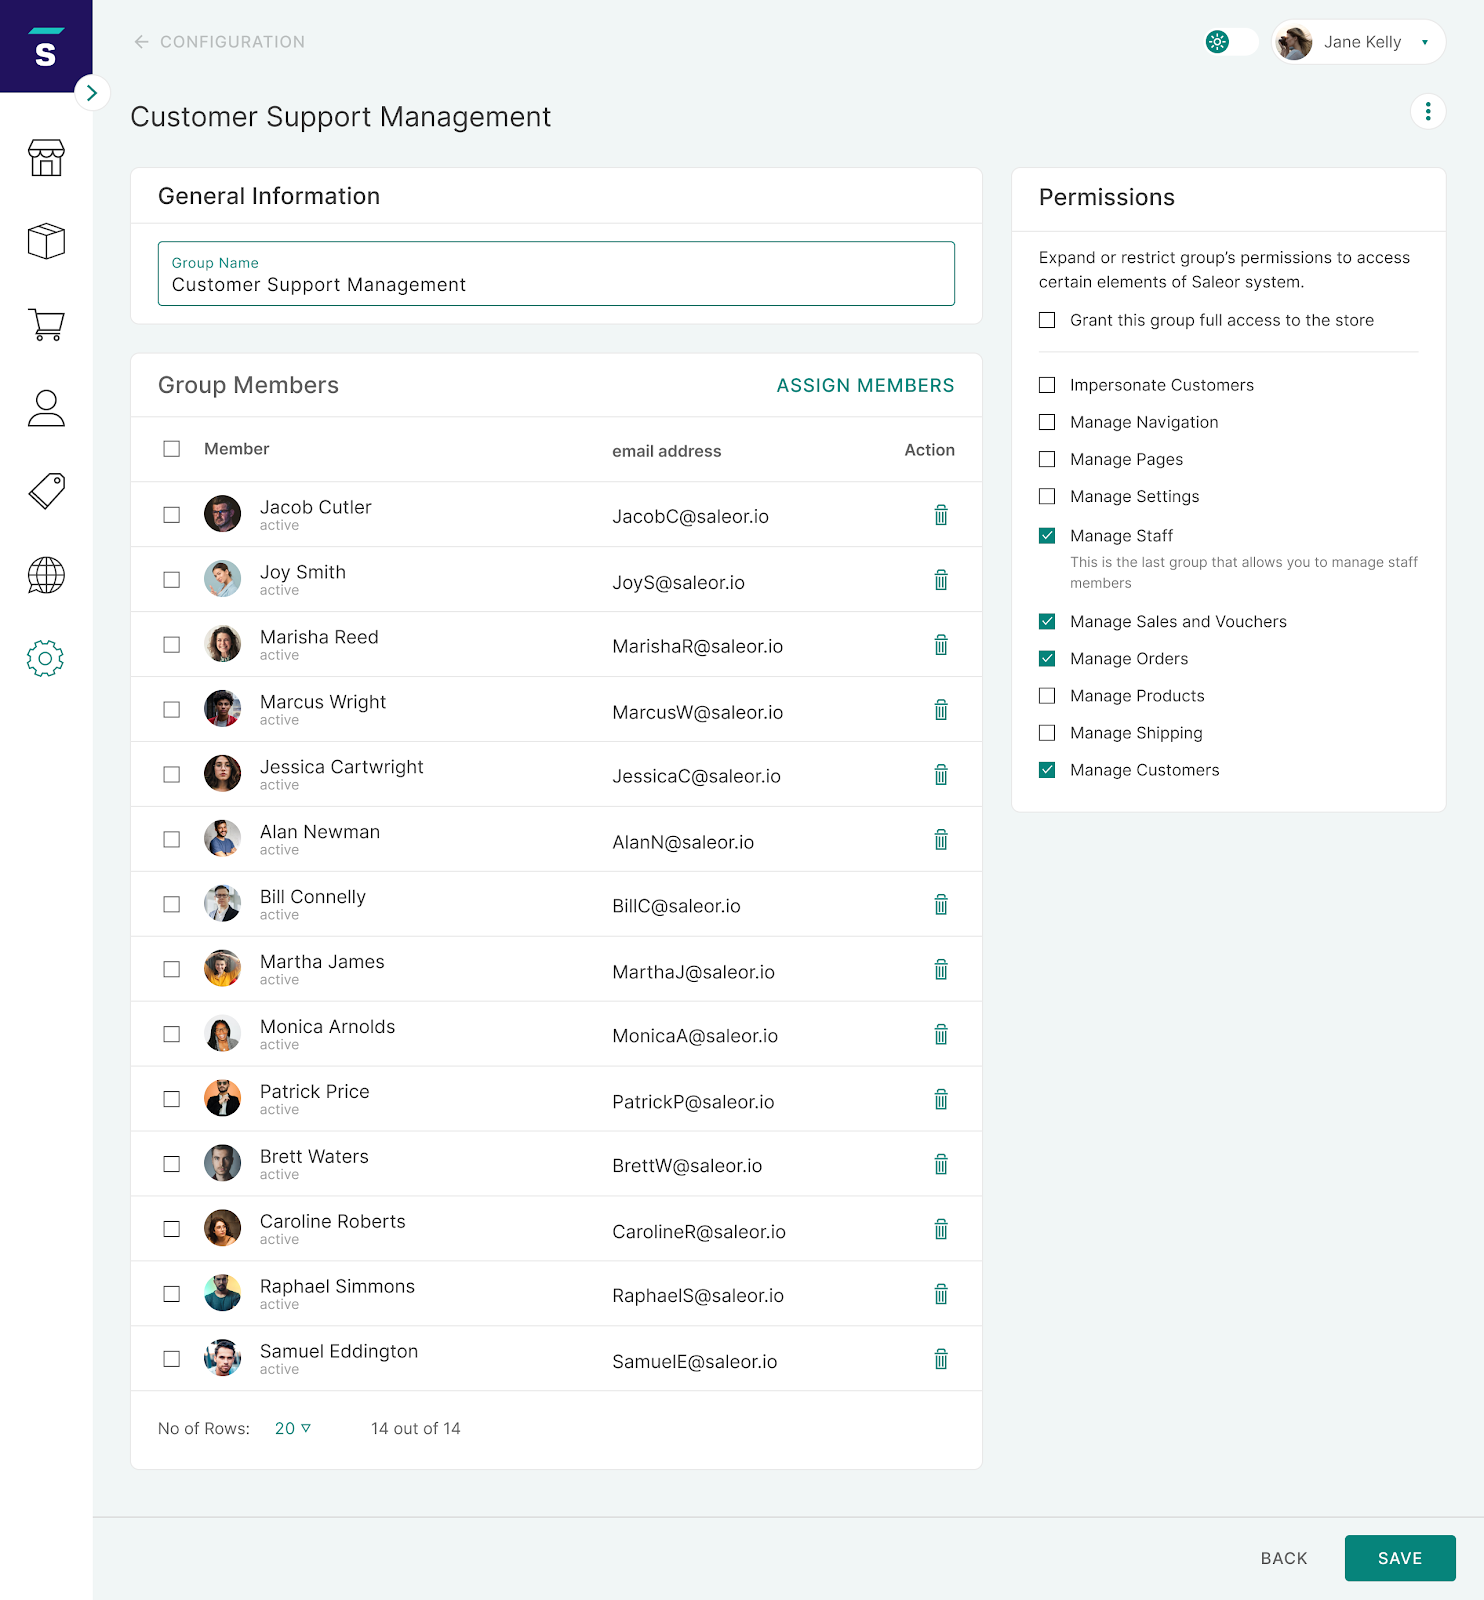 S
CONFIGURATION
Jane Kelly
Customer Support Management
General Information
Group Name
Customer Support Management
Group Members
ASSIGN MEMBERS
Member
email address
Action
Jacob Cutler
active
JacobC@saleor.io
Joy Smith
active
JoyS@saleor.io
Marisha Reed
active
MarishaR@saleor.io
Marcus Wright
active
MarcusW@saleor.io
Jessica Cartwright
active
JessicaC@saleor.io
Alan Newman
active
AlanN@saleor.io
Bill Connelly
active
BillC@saleor.io
Martha James
active
MarthaJ@saleor.io
Monica Arnolds
active
MonicaA@saleor.io
Patrick Price
active
PatrickP@saleor.io
Brett Waters
active
BrettW@saleor.io
Caroline Roberts
active
CarolineR@saleor.io
Raphael Simmons
active
RaphaelS@saleor.io
Samuel Eddington
active
SamuelE@saleor.io
No of Rows: 20
14 out of 14
Permissions
Expand or restrict group’s permissions to access
certain elements of Saleor system.
Grant this group full access to the store
Impersonate Customers
Manage Navigation
Manage Pages
Manage Settings
Manage Staff
This is the last group that allows you to manage staff
members
Manage Sales and Vouchers
Manage Orders
Manage Products
Manage Shipping
Manage Customers
BACK
SAVE